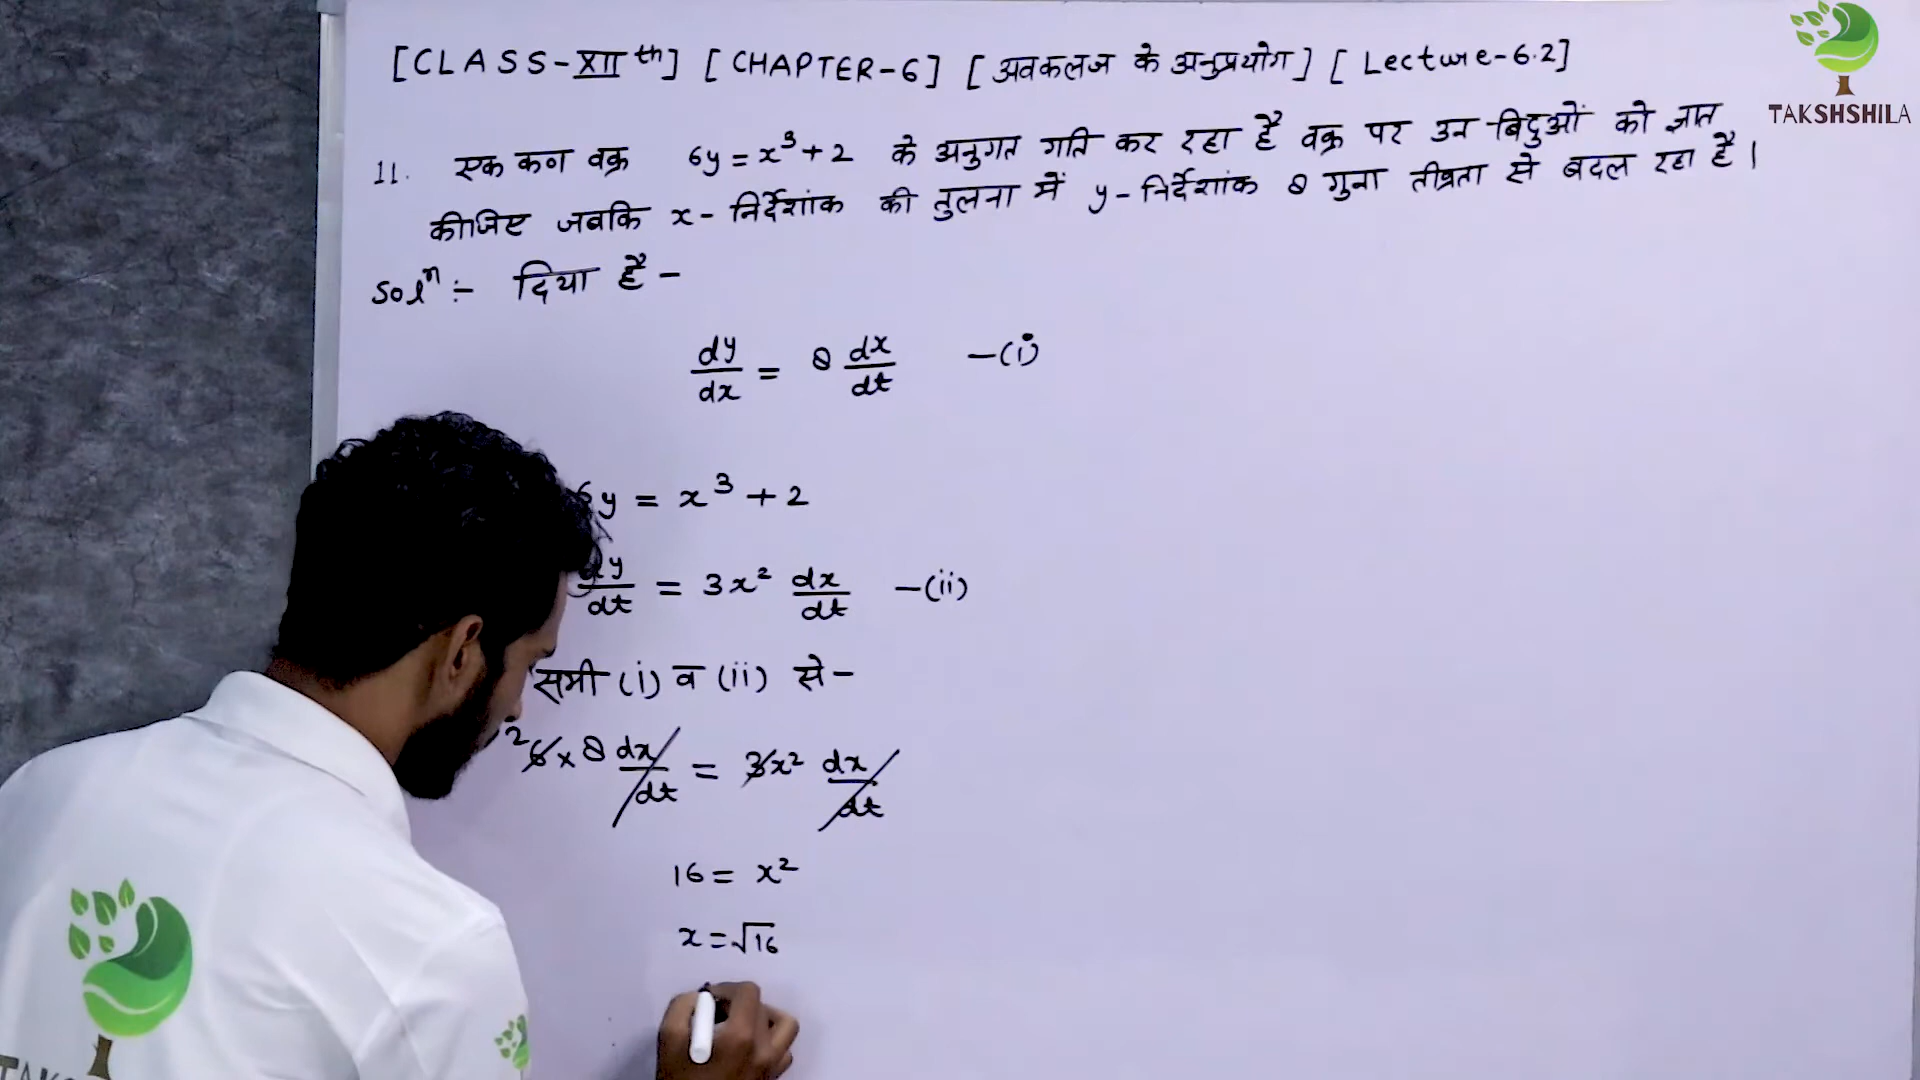 [CLASS-XII th] [CHAPTER-6] [अवकलज के अनुप्रयोग] [Lecture-6.2]
TAKSHSHILA
11. एक कण वक्र 6y = x³ + 2 के अनुगत गति कर रहा है वक्र पर उन बिंदुओं को ज्ञात
कीजिए जबकि x - निर्देशांक की तुलना में y - निर्देशांक 8 गुना तीव्रता से बदल रहा है।
Solⁿ :- दिया है -
dy/dx = 8 dx/dt -(i)
6y = x³ + 2
dy/dt = 3x² dx/dt -(ii)
समी (i) व (ii) से -
2 6 x 8 dx/dt = 3x² dx/dt
16 = x²
x = √16